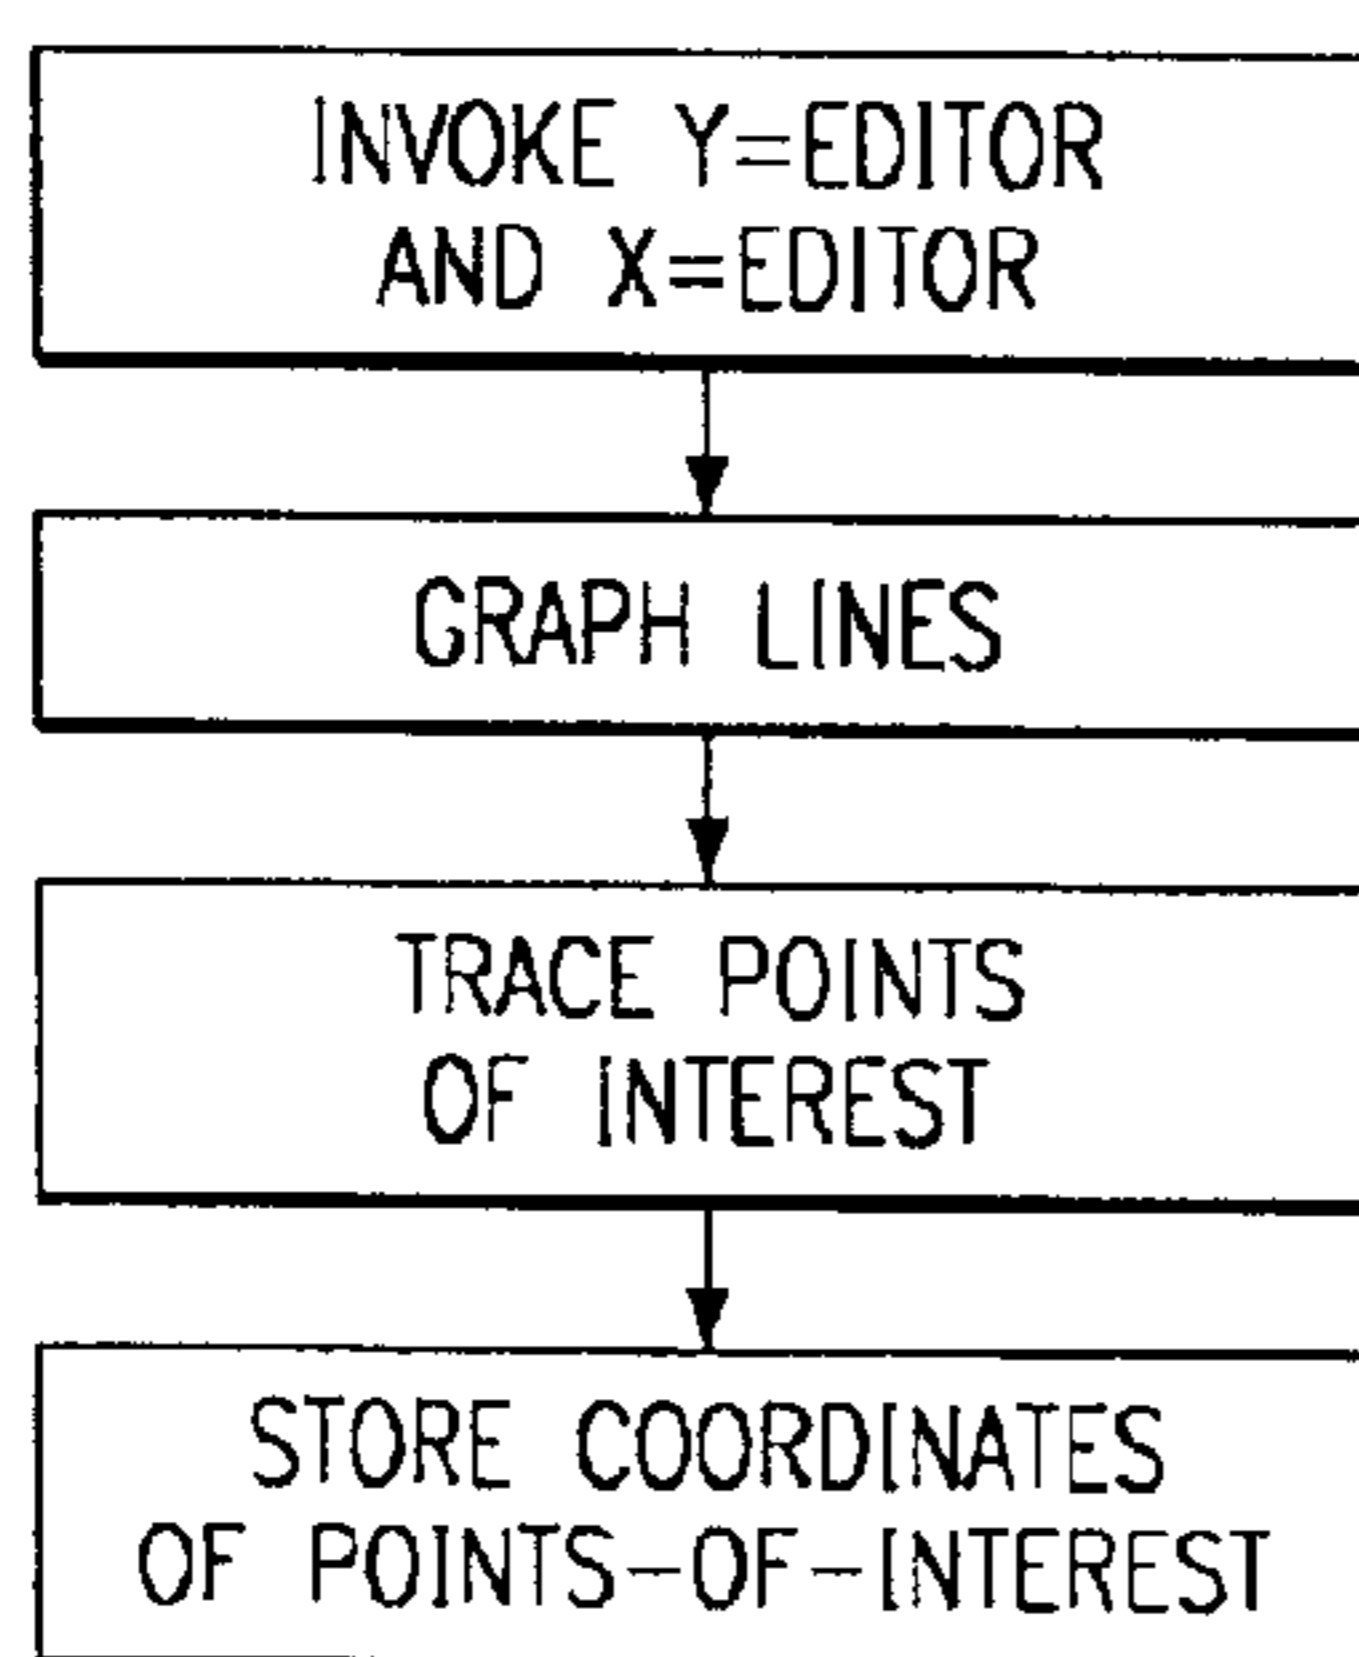 INVOKE Y=EDITOR
AND X=EDITOR
GRAPH LINES
TRACE POINTS
OF INTEREST
STORE COORDINATES
OF POINTS-OF-INTEREST